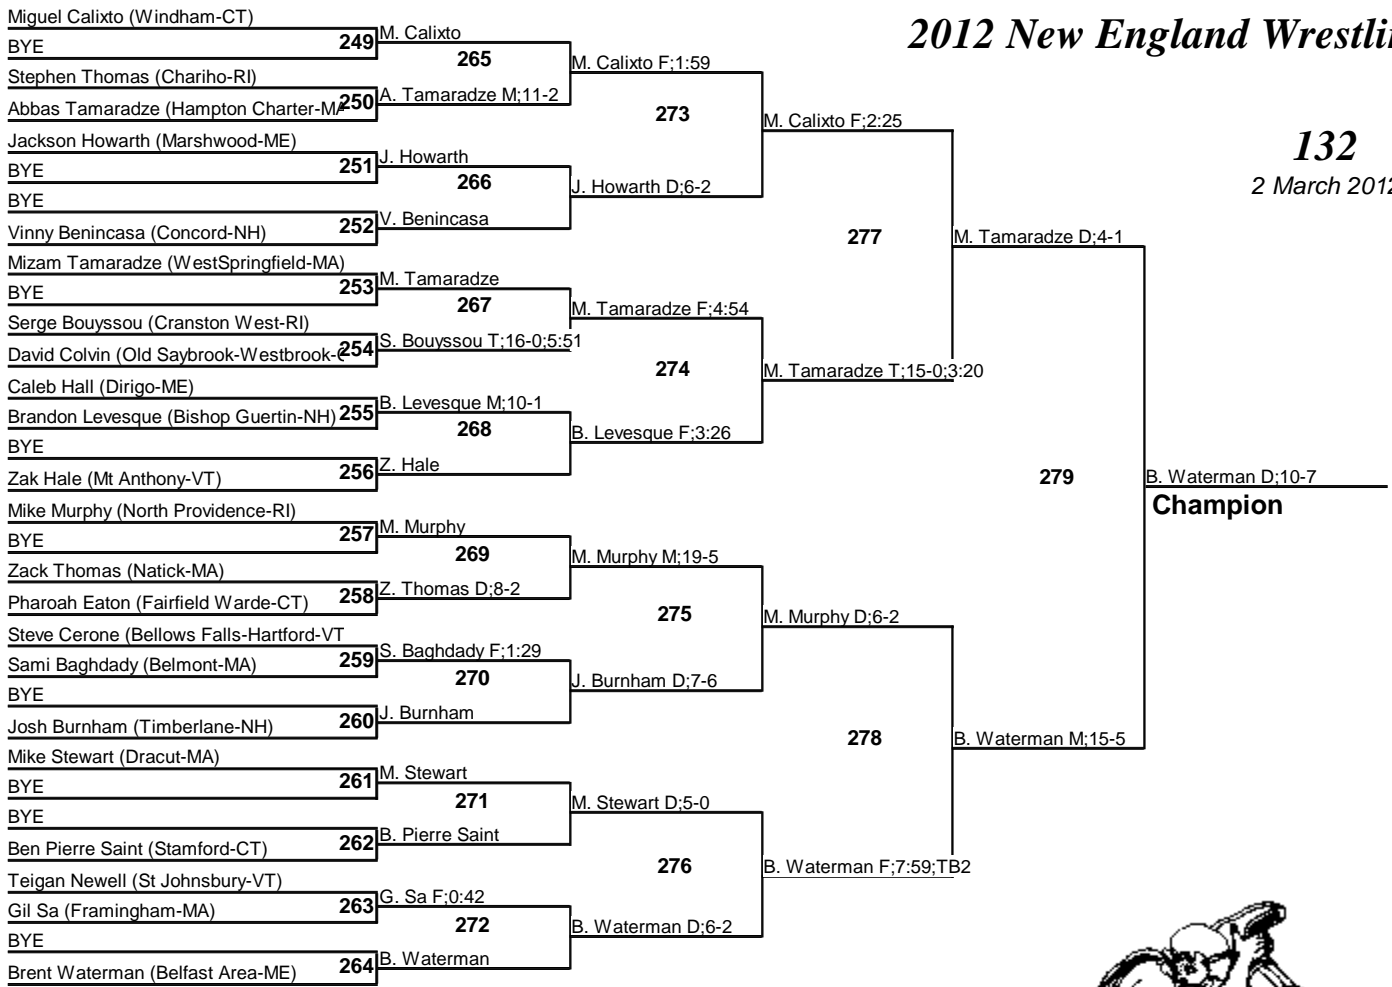 2012 New England Wrestlin
132
2 March 2012
Miguel Calixto (Windham-CT)
BYE
249
M. Calixto
265
Stephen Thomas (Chariho-RI)
Abbas Tamaradze (Hampton Charter-MA
250
A. Tamaradze M;11-2
M. Calixto F;1:59
273
Jackson Howarth (Marshwood-ME)
BYE
251
J. Howarth
266
J. Howarth D;6-2
BYE
Vinny Benincasa (Concord-NH)
252
V. Benincasa
M. Calixto F;2:25
277
Mizam Tamaradze (WestSpringfield-MA)
BYE
253
M. Tamaradze
267
M. Tamaradze F;4:54
Serge Bouyssou (Cranston West-RI)
David Colvin (Old Saybrook-Westbrook-C
254
S. Bouyssou T;16-0;5:51
274
M. Tamaradze T;15-0;3:20
Caleb Hall (Dirigo-ME)
Brandon Levesque (Bishop Guertin-NH)
255
B. Levesque M;10-1
268
B. Levesque F;3:26
BYE
Zak Hale (Mt Anthony-VT)
256
Z. Hale
M. Tamaradze D;4-1
279
B. Waterman D;10-7
Champion
Mike Murphy (North Providence-RI)
BYE
257
M. Murphy
269
M. Murphy M;19-5
Zack Thomas (Natick-MA)
Pharoah Eaton (Fairfield Warde-CT)
258
Z. Thomas D;8-2
275
M. Murphy D;6-2
Steve Cerone (Bellows Falls-Hartford-VT
Sami Baghdady (Belmont-MA)
259
S. Baghdady F;1:29
270
J. Burnham D;7-6
BYE
Josh Burnham (Timberlane-NH)
260
J. Burnham
278
B. Waterman M;15-5
Mike Stewart (Dracut-MA)
BYE
261
M. Stewart
271
M. Stewart D;5-0
BYE
Ben Pierre Saint (Stamford-CT)
262
B. Pierre Saint
276
B. Waterman F;7:59;TB2
Teigan Newell (St Johnsbury-VT)
Gil Sa (Framingham-MA)
263
G. Sa F;0:42
272
B. Waterman D;6-2
BYE
Brent Waterman (Belfast Area-ME)
264
B. Waterman